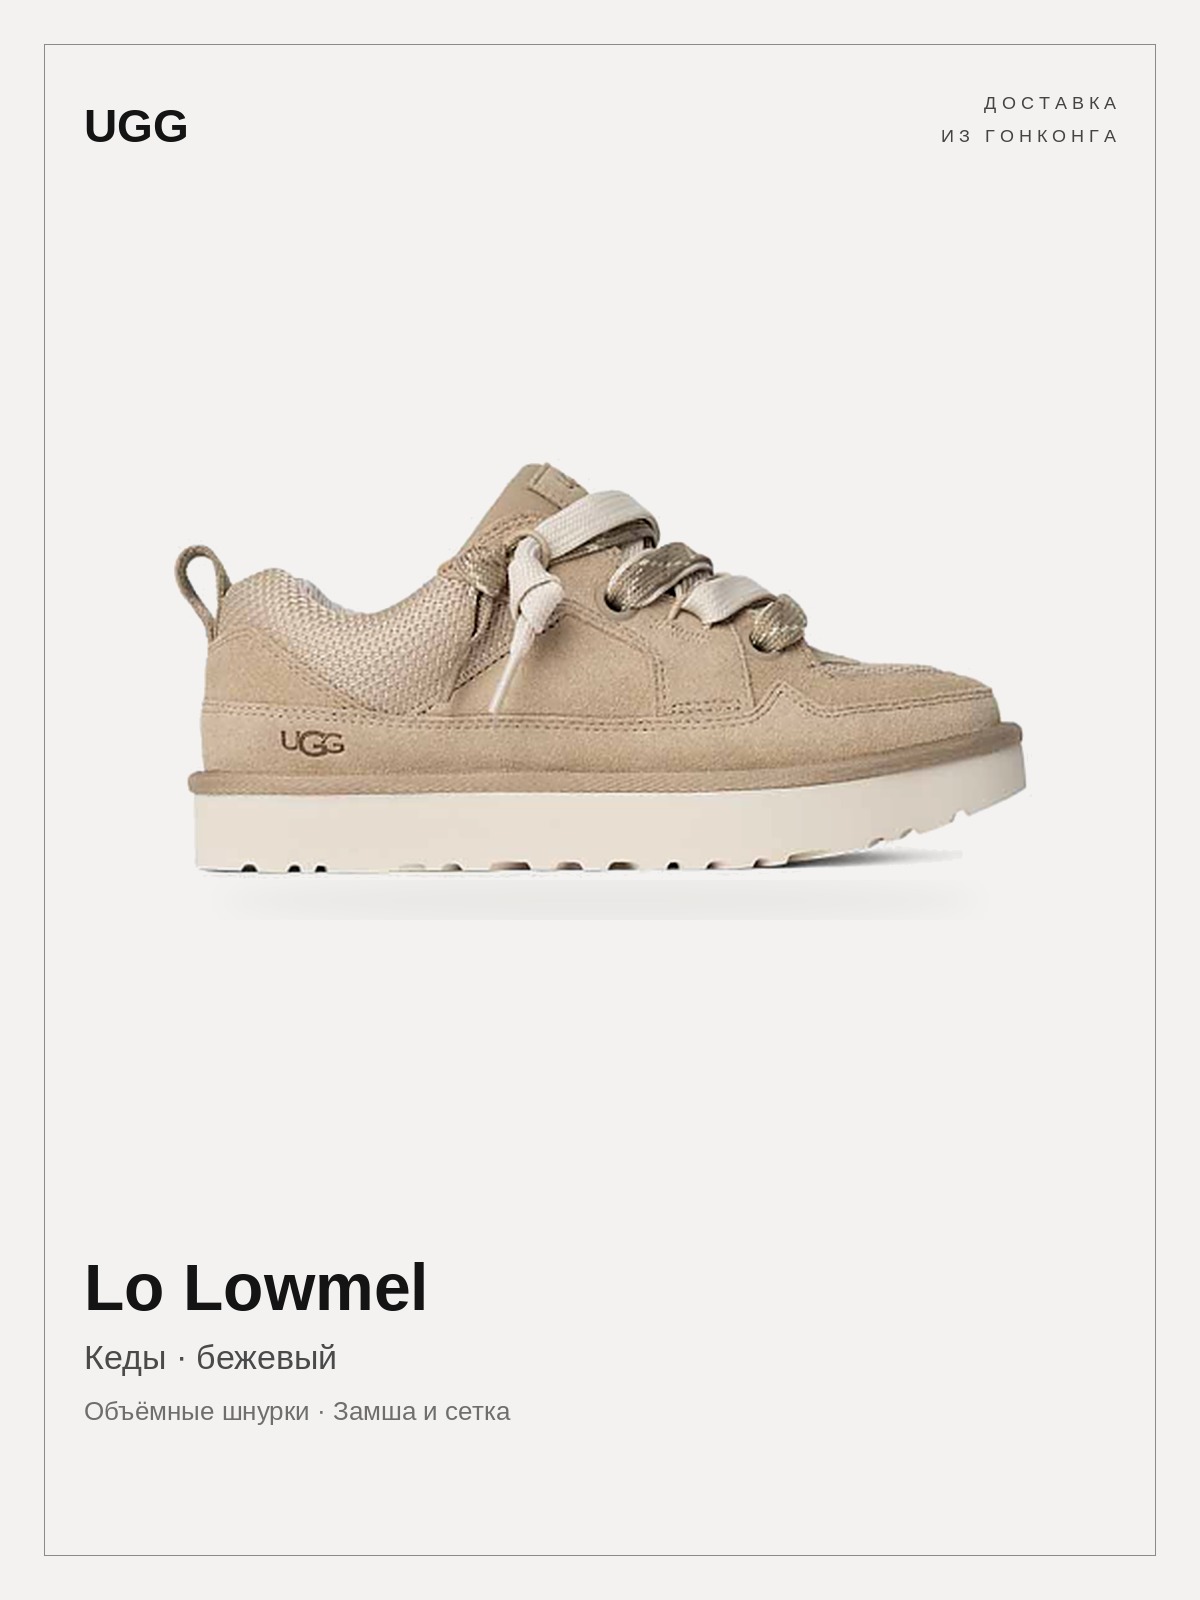 UGG
ДОСТАВКА
ИЗ ГОНКОНГА
UGG
Lo Lowmel
Кеды · бежевый
Объёмные шнурки · Замша и сетка